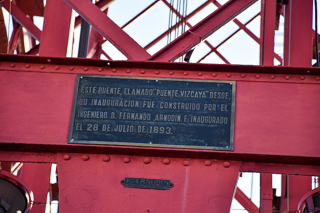 ESTE PUENTE, LLAMADO "PUENTE VIZCAYA" DESDE
SU INAUGURACION, FUE CONSTRUIDO POR EL
INGENIERO D. FERNANDO ARNODIN E INAUGURADO
EL 28 DE JULIO DE 1893.